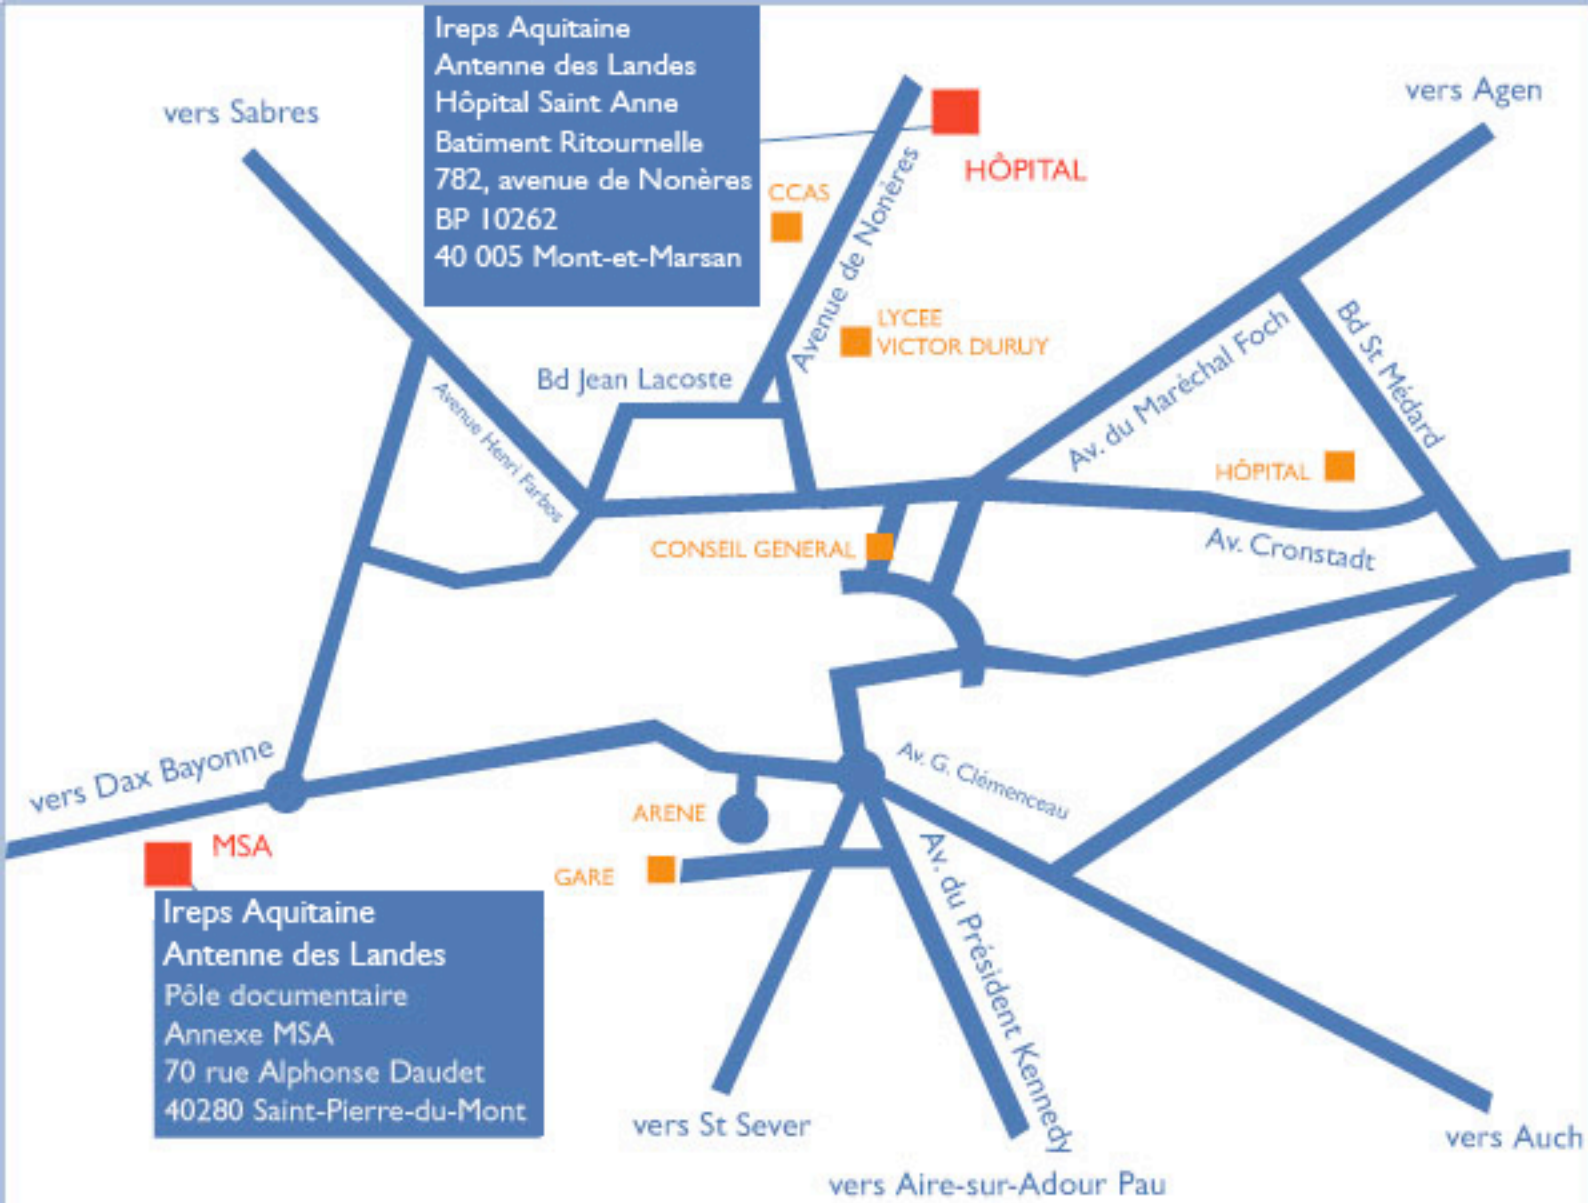 Ireps Aquitaine
Antenne des Landes
Hôpital Saint Anne
Batiment Ritournelle
782, avenue de Nonères
BP 10262
40 005 Mont-et-Marsan
vers Sabres
vers Agen
HÔPITAL
CCAS
Avenue de Nonères
LYCEE
VICTOR DURUY
Bd Jean Lacoste
Avenue Henri Farbos
Av. du Maréchal Foch
Bd St Médard
HÔPITAL
CONSEIL GENERAL
Av. Cronstadt
vers Dax Bayonne
Av. G. Clémenceau
ARENE
MSA
GARE
Av. du Président Kennedy
Ireps Aquitaine
Antenne des Landes
Pôle documentaire
Annexe MSA
70 rue Alphonse Daudet
40280 Saint-Pierre-du-Mont
vers St Sever
vers Auch
vers Aire-sur-Adour Pau